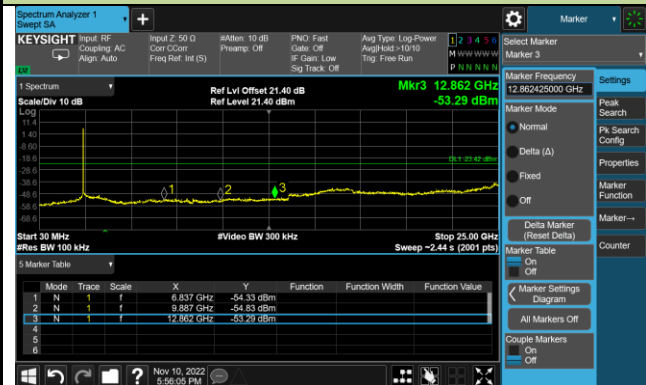 Spectrum Analyzer 1
Swept SA
Marker
KEYSIGHT
Input: RF
Coupling: AC
Align: Auto
Input Z: 50 Ω
Corr CCorr
Freq Ref: Int (S)
#Atten: 10 dB
Preamp: Off
PNO: Fast
Gate: Off
IF Gain: Low
Sig Track: Off
Avg Type: Log-Power
Avg|Hold:>10/10
Trig: Free Run
1 2 3 4 5 6
M W W W W W
P N N N N N
Select Marker
Marker 3
1 Spectrum
Scale/Div 10 dB
Ref Lvl Offset 21.40 dB
Ref Level 21.40 dBm
Mkr3 12.862 GHz
-53.29 dBm
Log
11.4
1.40
-8.60
-18.6
-28.6
-38.6
-48.6
-58.6
-68.6
DL1 -23.42 dBm
1
2
3
Start 30 MHz
#Res BW 100 kHz
#Video BW 300 kHz
Stop 25.00 GHz
Sweep ~2.44 s (2001 pts)
5 Marker Table
Mode Trace Scale X Y Function Function Width Function Value
1 N 1 f 6.837 GHz -54.33 dBm
2 N 1 f 9.887 GHz -54.83 dBm
3 N 1 f 12.862 GHz -53.29 dBm
4
5
6
Marker Frequency
12.862425000 GHz
Marker Mode
Normal
Delta (Δ)
Fixed
Off
Delta Marker
(Reset Delta)
Marker Table
On
Off
Marker Settings
Diagram
All Markers Off
Couple Markers
On
Off
Settings
Peak
Search
Pk Search
Config
Properties
Marker
Function
Marker→
Counter
?
Nov 10, 2022
5:56:05 PM